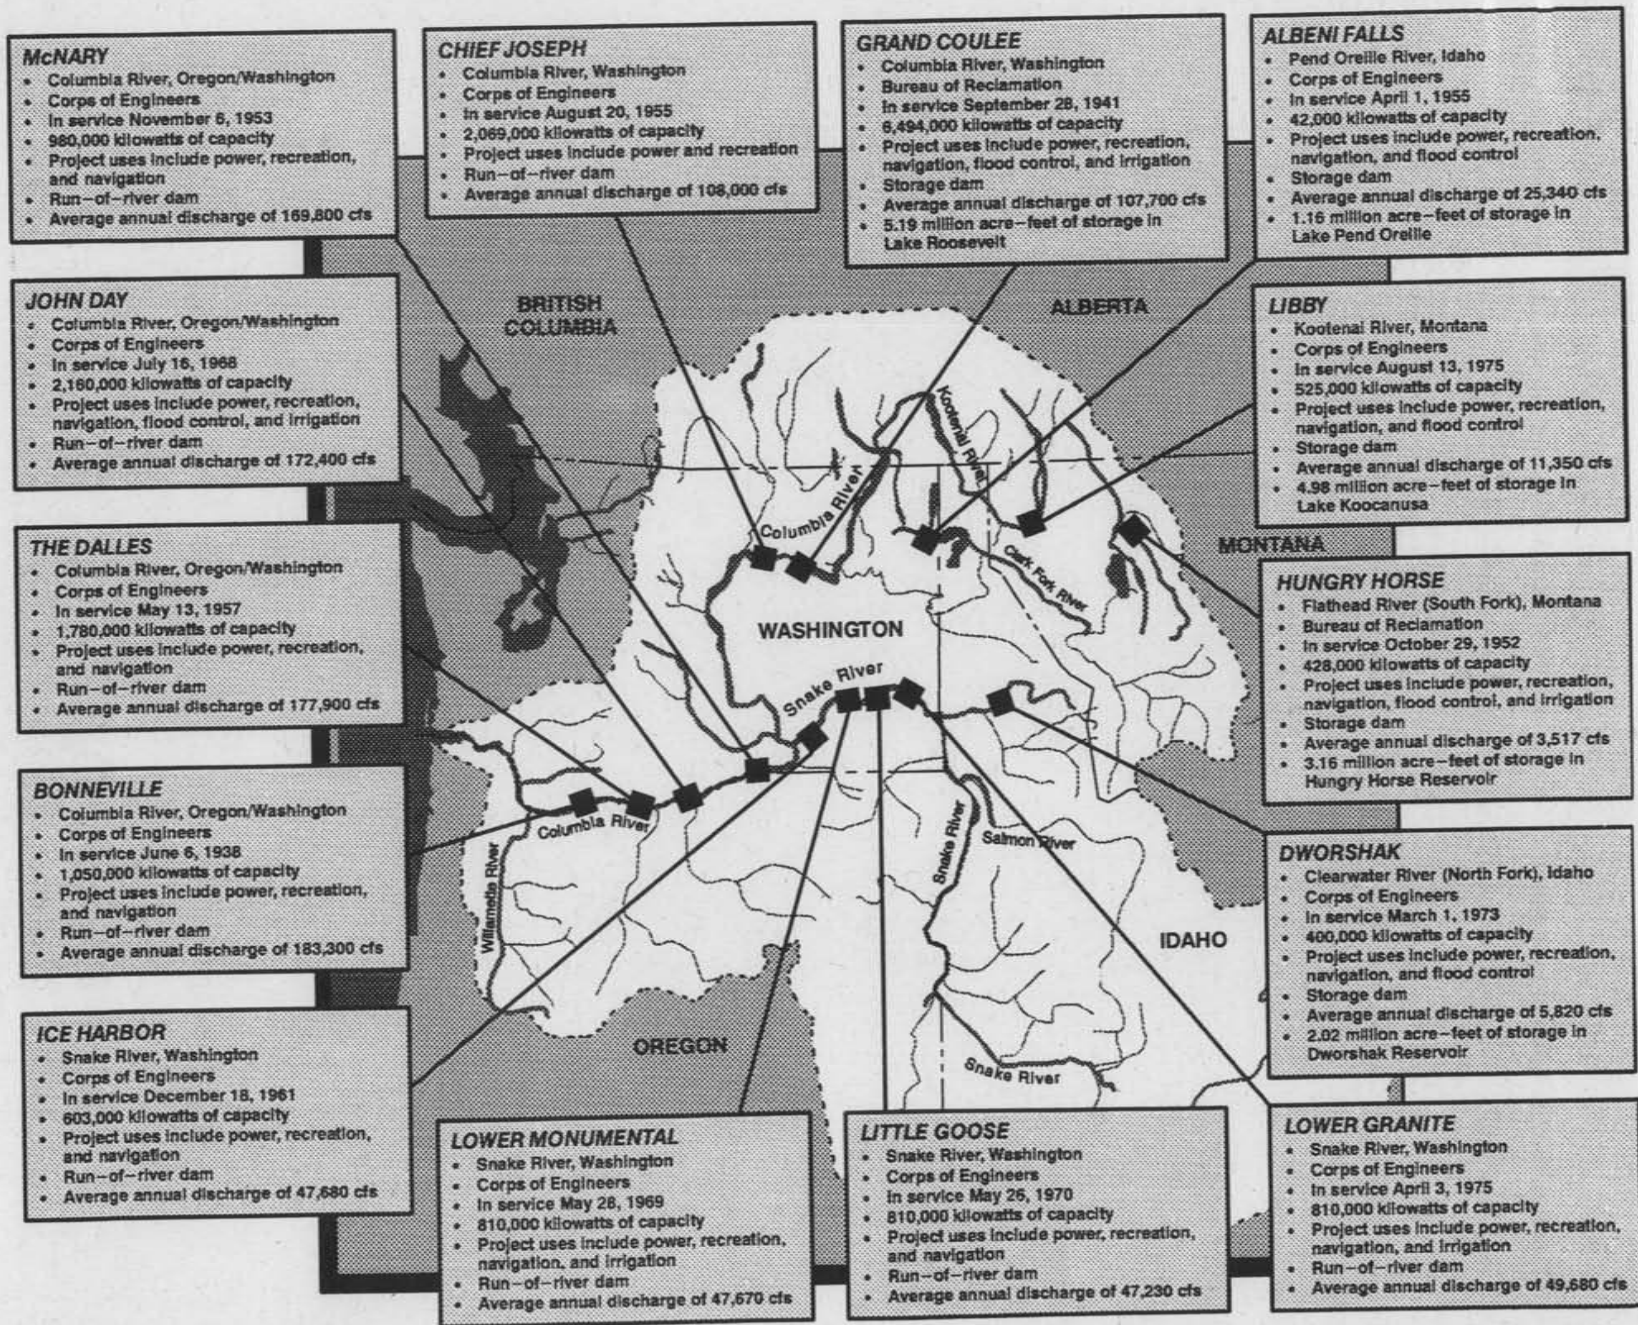 McNARY
• Columbia River, Oregon/Washington
• Corps of Engineers
• In service November 6, 1953
• 980,000 kilowatts of capacity
• Project uses include power, recreation,
and navigation
• Run-of-river dam
• Average annual discharge of 169,800 cfs
CHIEF JOSEPH
• Columbia River, Washington
• Corps of Engineers
• In service August 20, 1955
• 2,069,000 kilowatts of capacity
• Project uses include power and recreation
• Run-of-river dam
• Average annual discharge of 108,000 cfs
GRAND COULEE
• Columbia River, Washington
• Bureau of Reclamation
• In service September 28, 1941
• 6,494,000 kilowatts of capacity
• Project uses include power, recreation,
navigation, flood control, and irrigation
• Storage dam
• Average annual discharge of 107,700 cfs
• 5.19 million acre-feet of storage in
Lake Roosevelt
ALBENI FALLS
• Pend Oreille River, Idaho
• Corps of Engineers
• In service April 1, 1955
• 42,000 kilowatts of capacity
• Project uses include power, recreation,
navigation, and flood control
• Storage dam
• Average annual discharge of 25,340 cfs
• 1.16 million acre-feet of storage in
Lake Pend Oreille
JOHN DAY
• Columbia River, Oregon/Washington
• Corps of Engineers
• In service July 16, 1968
• 2,160,000 kilowatts of capacity
• Project uses include power, recreation,
navigation, flood control, and irrigation
• Run-of-river dam
• Average annual discharge of 172,400 cfs
LIBBY
• Kootenai River, Montana
• Corps of Engineers
• In service August 13, 1975
• 525,000 kilowatts of capacity
• Project uses include power, recreation,
navigation, and flood control
• Storage dam
• Average annual discharge of 11,350 cfs
• 4.98 million acre-feet of storage in
Lake Koocanusa
THE DALLES
• Columbia River, Oregon/Washington
• Corps of Engineers
• In service May 13, 1957
• 1,780,000 kilowatts of capacity
• Project uses include power, recreation,
and navigation
• Run-of-river dam
• Average annual discharge of 177,900 cfs
HUNGRY HORSE
• Flathead River (South Fork), Montana
• Bureau of Reclamation
• In service October 29, 1952
• 428,000 kilowatts of capacity
• Project uses include power, recreation,
navigation, flood control, and irrigation
• Storage dam
• Average annual discharge of 3,517 cfs
• 3.16 million acre-feet of storage in
Hungry Horse Reservoir
BONNEVILLE
• Columbia River, Oregon/Washington
• Corps of Engineers
• In service June 6, 1938
• 1,050,000 kilowatts of capacity
• Project uses include power, recreation,
and navigation
• Run-of-river dam
• Average annual discharge of 183,300 cfs
DWORSHAK
• Clearwater River (North Fork), Idaho
• Corps of Engineers
• In service March 1, 1973
• 400,000 kilowatts of capacity
• Project uses include power, recreation,
navigation, and flood control
• Storage dam
• Average annual discharge of 5,820 cfs
• 2.02 million acre-feet of storage in
Dworshak Reservoir
ICE HARBOR
• Snake River, Washington
• Corps of Engineers
• In service December 18, 1961
• 603,000 kilowatts of capacity
• Project uses include power, recreation,
and navigation
• Run-of-river dam
• Average annual discharge of 47,680 cfs
LOWER MONUMENTAL
• Snake River, Washington
• Corps of Engineers
• In service May 28, 1969
• 810,000 kilowatts of capacity
• Project uses include power, recreation,
navigation, and irrigation
• Run-of-river dam
• Average annual discharge of 47,670 cfs
LITTLE GOOSE
• Snake River, Washington
• Corps of Engineers
• In service May 26, 1970
• 810,000 kilowatts of capacity
• Project uses include power, recreation,
and navigation
• Run-of-river dam
• Average annual discharge of 47,230 cfs
LOWER GRANITE
• Snake River, Washington
• Corps of Engineers
• In service April 3, 1975
• 810,000 kilowatts of capacity
• Project uses include power, recreation,
navigation, and irrigation
• Run-of-river dam
• Average annual discharge of 49,680 cfs
BRITISH
COLUMBIA
ALBERTA
Kootenai River
Columbia River
MONTANA
Clark Fork River
WASHINGTON
Snake River
Columbia River
Willamette River
Snake River
Salmon River
IDAHO
OREGON
Snake River